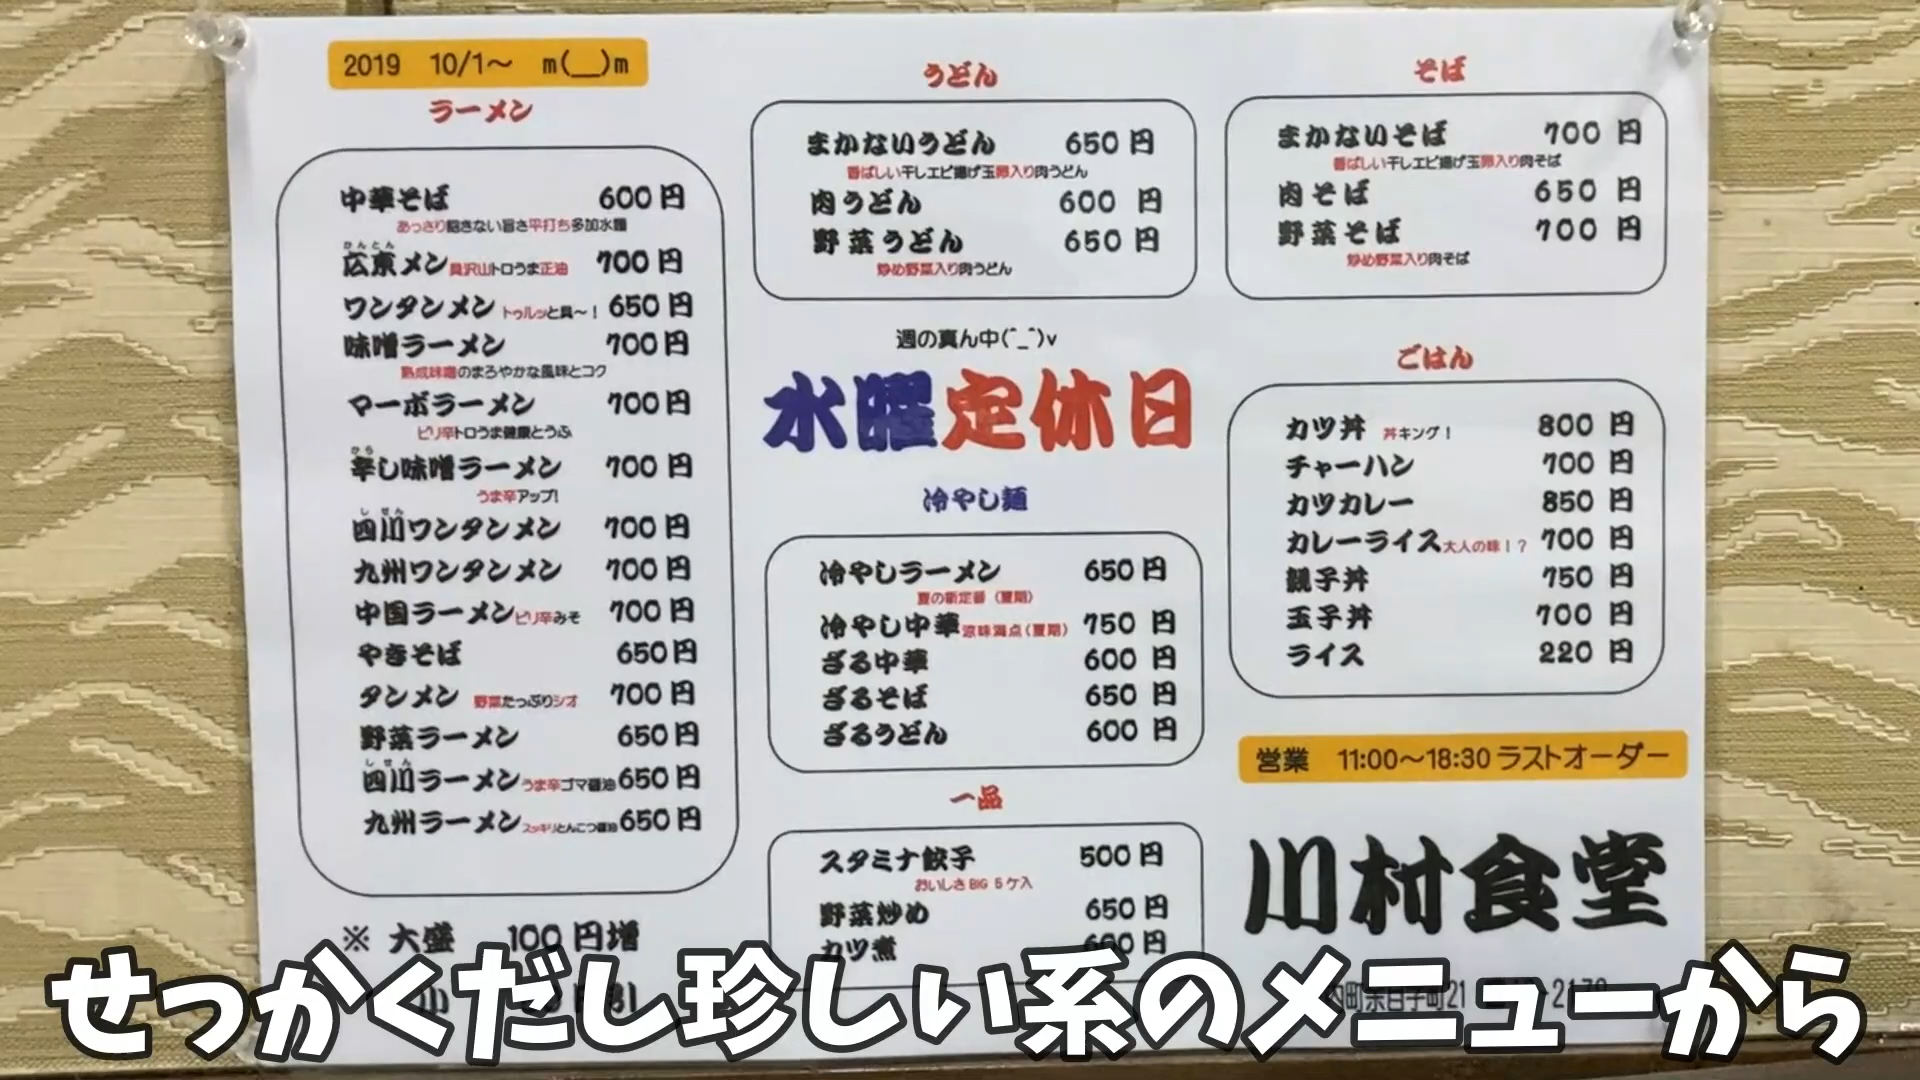 2019 10/1～ m(__)m
ラーメン
中華そば 600円
あっさり飽きない旨さ平打ち多加水麺
かんとん
広東メン 具沢山トロうま正油 700円
ワンタンメン トゥルッと具～！ 650円
味噌ラーメン 700円
熟成味噌のまろやかな風味とコク
マーボラーメン 700円
ピリ辛トロうま健康とうふ
から
辛し味噌ラーメン 700円
うま辛アップ!
しせん
四川ワンタンメン 700円
九州ワンタンメン 700円
中国ラーメン ピリ辛みそ 700円
やきそば 650円
タンメン 野菜たっぷりシオ 700円
野菜ラーメン 650円
しせん
四川ラーメン うま辛ゴマ醤油 650円
九州ラーメン スッキリとんこつ醤油 650円
※ 大盛 100円増
うどん
まかないうどん 650円
香ばしい干しエビ揚げ玉卵入り肉うどん
肉うどん 600円
野菜うどん 650円
炒め野菜入り肉うどん
週の真ん中(^_^)v
水曜定休日
冷やし麺
冷やしラーメン 650円
夏の新定番（夏期）
冷やし中華 涼味満点（夏期） 750円
ざる中華 600円
ざるそば 650円
ざるうどん 600円
一品
スタミナ餃子 500円
おいしさBIG 5ケ入
野菜炒め 650円
カツ煮 600円
そば
まかないそば 700円
香ばしい干しエビ揚げ玉卵入り肉そば
肉そば 650円
野菜そば 700円
炒め野菜入り肉そば
ごはん
カツ丼 丼キング！ 800円
チャーハン 700円
カツカレー 850円
カレーライス 大人の味！？ 700円
親子丼 750円
玉子丼 700円
ライス 220円
営業 11:00～18:30 ラストオーダー
川村食堂
せっかくだし珍しい系のメニューから